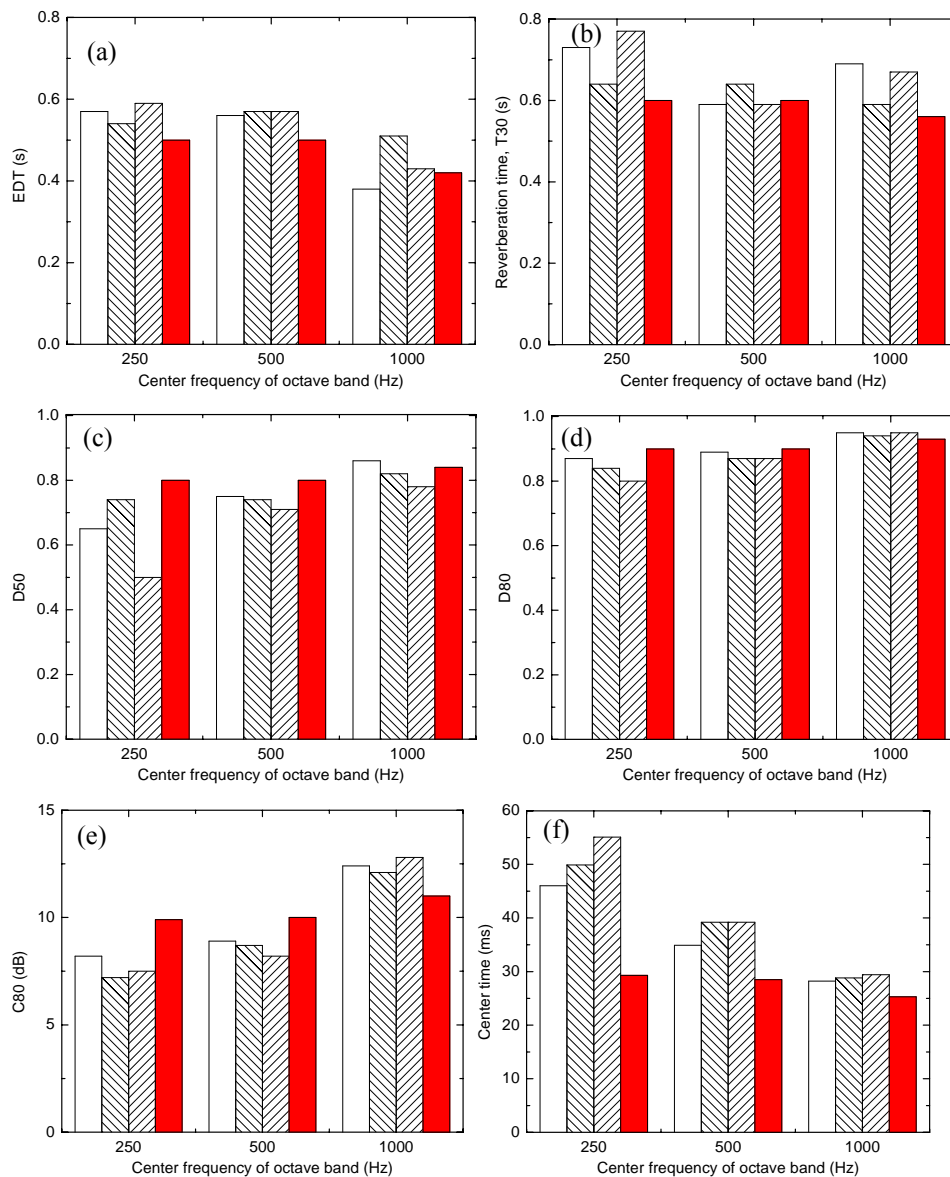 (a)
0.8
0.6
0.4
0.2
0.0
EDT (s)
250 500 1000
Center frequency of octave band (Hz)
(b)
0.8
0.6
0.4
0.2
0.0
Reverberation time, T30 (s)
250 500 1000
Center frequency of octave band (Hz)
(c)
1.0
0.8
0.6
0.4
0.2
0.0
D50
250 500 1000
Center frequency of octave band (Hz)
(d)
1.0
0.8
0.6
0.4
0.2
0.0
D80
250 500 1000
Center frequency of octave band (Hz)
(e)
15
10
5
0
C80 (dB)
250 500 1000
Center frequency of octave band (Hz)
(f)
60
50
40
30
20
10
0
Center time (ms)
250 500 1000
Center frequency of octave band (Hz)